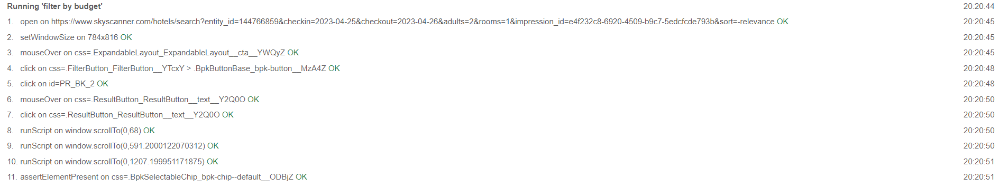 Running 'filter by budget' 20:20:44
1. open on https://www.skyscanner.com/hotels/search?entity_id=144766859&checkin=2023-04-25&checkout=2023-04-26&adults=2&rooms=1&impression_id=e4f232c8-6920-4509-b9c7-5edcfcde793b&sort=-relevance OK 20:20:45
2. setWindowSize on 784x816 OK 20:20:45
3. mouseOver on css=.ExpandableLayout_ExpandableLayout__cta__YWQyZ OK 20:20:45
4. click on css=.FilterButton_FilterButton__YTcxY > .BpkButtonBase_bpk-button__MzA4Z OK 20:20:48
5. click on id=PR_BK_2 OK 20:20:48
6. mouseOver on css=.ResultButton_ResultButton__text__Y2Q0O OK 20:20:50
7. click on css=.ResultButton_ResultButton__text__Y2Q0O OK 20:20:50
8. runScript on window.scrollTo(0,68) OK 20:20:50
9. runScript on window.scrollTo(0,591.2000122070312) OK 20:20:50
10. runScript on window.scrollTo(0,1207.199951171875) OK 20:20:51
11. assertElementPresent on css=.BpkSelectableChip_bpk-chip--default__ODBjZ OK 20:20:51